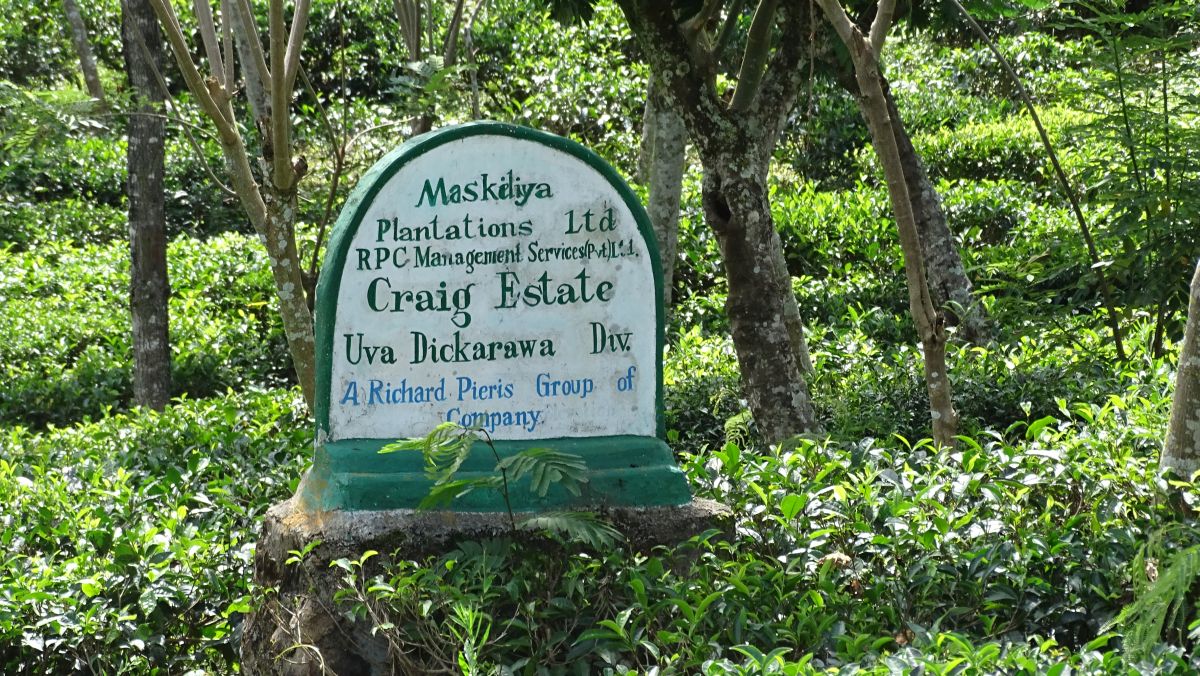 Maskeliya
Plantations Ltd
RPC Management Services(Pvt)Ltd.
Craig Estate
Uva Dickarawa Div.
A Richard Pieris Group of
Company